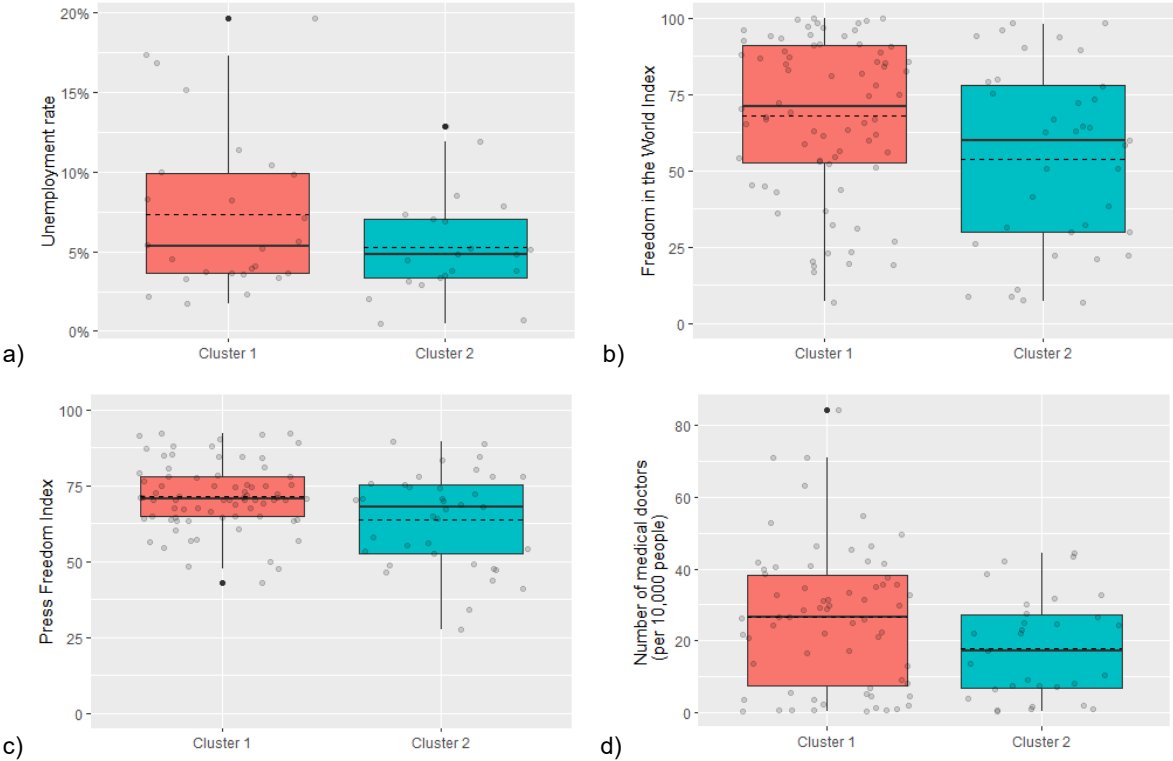 20%
15%
10%
5%
0%
Unemployment rate
Cluster 1
Cluster 2
a)
100
75
50
25
0
Freedom in the World Index
Cluster 1
Cluster 2
b)
100
75
50
25
0
Press Freedom Index
Cluster 1
Cluster 2
c)
80
60
40
20
0
Number of medical doctors
(per 10,000 people)
Cluster 1
Cluster 2
d)